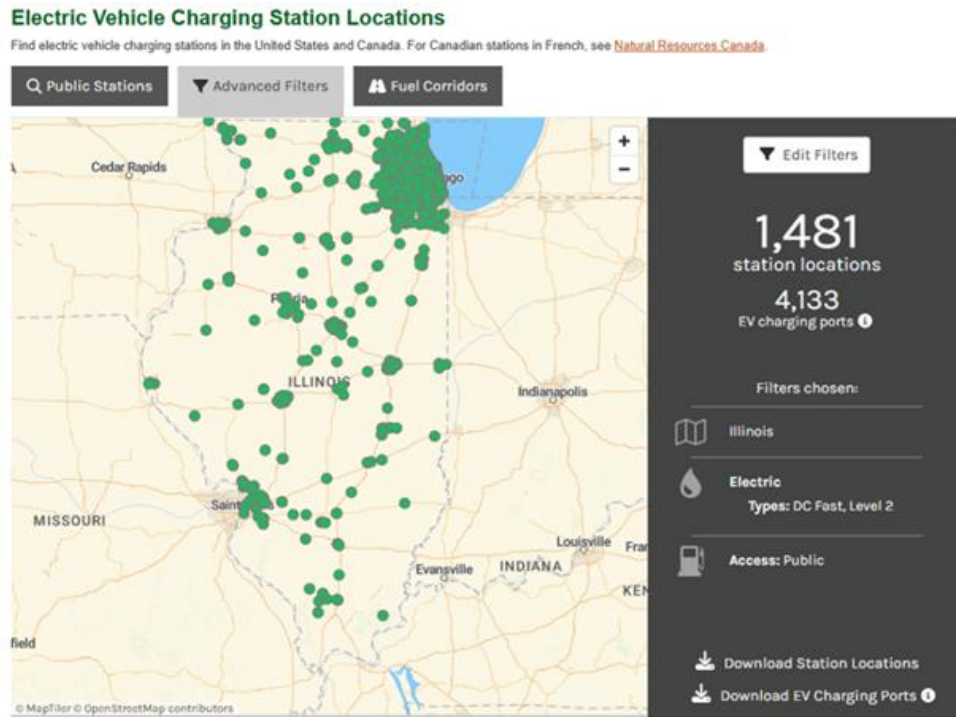 Electric Vehicle Charging Station Locations
Find electric vehicle charging stations in the United States and Canada. For Canadian stations in French, see Natural Resources Canada.
Public Stations
Advanced Filters
Fuel Corridors
Edit Filters
1,481
station locations
4,133
EV charging ports
Filters chosen:
Illinois
Electric
Types: DC Fast, Level 2
Access: Public
Download Station Locations
Download EV Charging Ports
+
−
Cedar Rapids
ago
ILLINOIS
Indianapolis
MISSOURI
Louisville
Fran
Evansville
INDIANA
KEN
field
© MapTiler © OpenStreetMap contributors